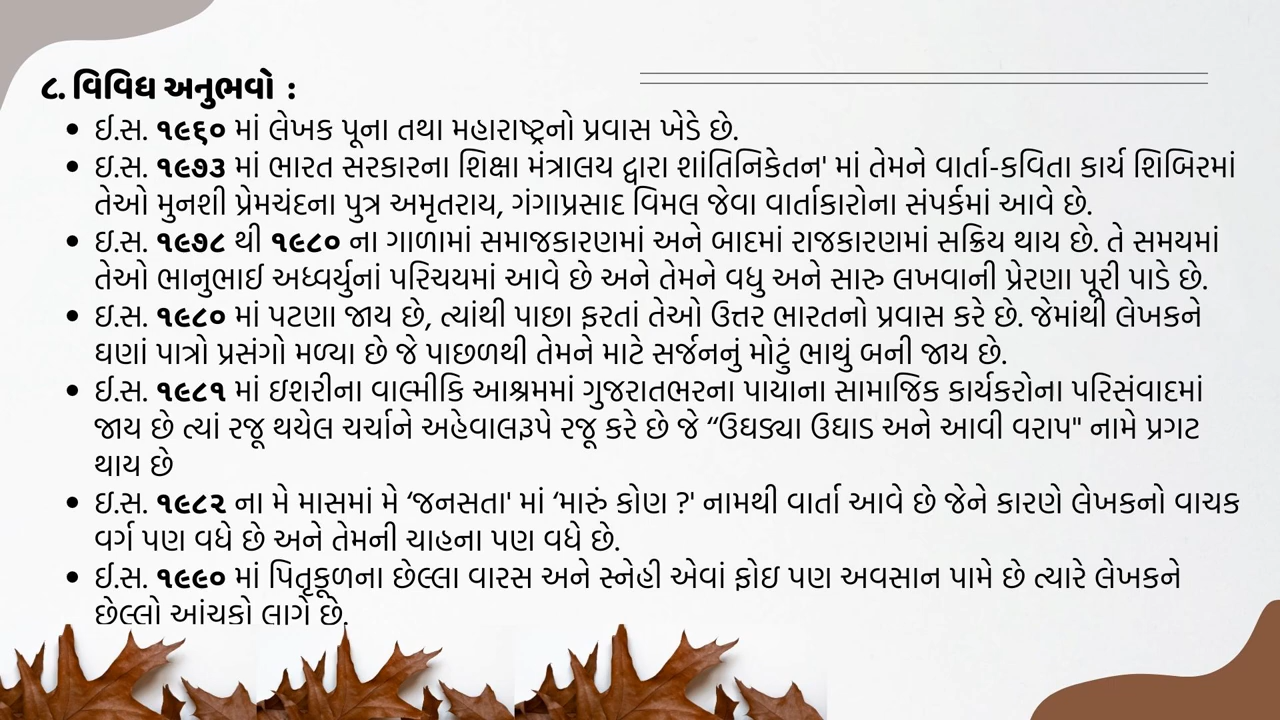 ૮. વિવિધ અનુભવો :
• ઈ.સ. ૧૯૬૦ માં લેખક પૂના તથા મહારાષ્ટ્રનો પ્રવાસ ખેડે છે.
• ઈ.સ. ૧૯૭૩ માં ભારત સરકારના શિક્ષા મંત્રાલય દ્વારા શાંતિનિકેતન' માં તેમને વાર્તા-કવિતા કાર્ય શિબિરમાં
તેઓ મુનશી પ્રેમચંદના પુત્ર અમૃતરાય, ગંગાપ્રસાદ વિમલ જેવા વાર્તાકારોના સંપર્કમાં આવે છે.
• ઇ.સ. ૧૯૭૮ થી ૧૯૮૦ ના ગાળામાં સમાજકારણમાં અને બાદમાં રાજકારણમાં સક્રિય થાય છે. તે સમયમાં
તેઓ ભાનુભાઈ અધ્વર્યુનાં પરિચયમાં આવે છે અને તેમને વધુ અને સારુ લખવાની પ્રેરણા પૂરી પાડે છે.
• ઇ.સ. ૧૯૮૦ માં પટણા જાય છે, ત્યાંથી પાછા ફરતાં તેઓ ઉત્તર ભારતનો પ્રવાસ કરે છે. જેમાંથી લેખકને
ઘણાં પાત્રો પ્રસંગો મળ્યા છે જે પાછળથી તેમને માટે સર્જનનું મોટું ભાથું બની જાય છે.
• ઈ.સ. ૧૯૮૧ માં ઇશરીના વાલ્મીકિ આશ્રમમાં ગુજરાતભરના પાયાના સામાજિક કાર્યકરોના પરિસંવાદમાં
જાય છે ત્યાં રજૂ થયેલ ચર્ચાને અહેવાલરૂપે રજૂ કરે છે જે “ઉઘડ્યા ઉઘાડ અને આવી વરાપ" નામે પ્રગટ
થાય છે
• ઇ.સ. ૧૯૮૨ ના મે માસમાં મે ‘જનસતા' માં ‘મારું કોણ ?' નામથી વાર્તા આવે છે જેને કારણે લેખકનો વાચક
વર્ગ પણ વધે છે અને તેમની ચાહના પણ વધે છે.
• ઈ.સ. ૧૯૯૦ માં પિતૃકૂળના છેલ્લા વારસ અને સ્નેહી એવાં ફોઇ પણ અવસાન પામે છે ત્યારે લેખકને
છેલ્લો આંચકો લાગે છે.